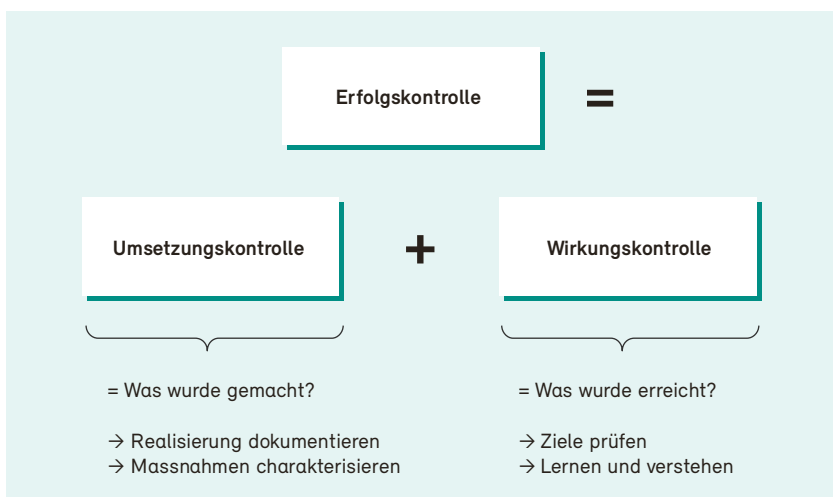 Erfolgskontrolle =
Umsetzungskontrolle + Wirkungskontrolle
= Was wurde gemacht?
→ Realisierung dokumentieren
→ Massnahmen charakterisieren
= Was wurde erreicht?
→ Ziele prüfen
→ Lernen und verstehen